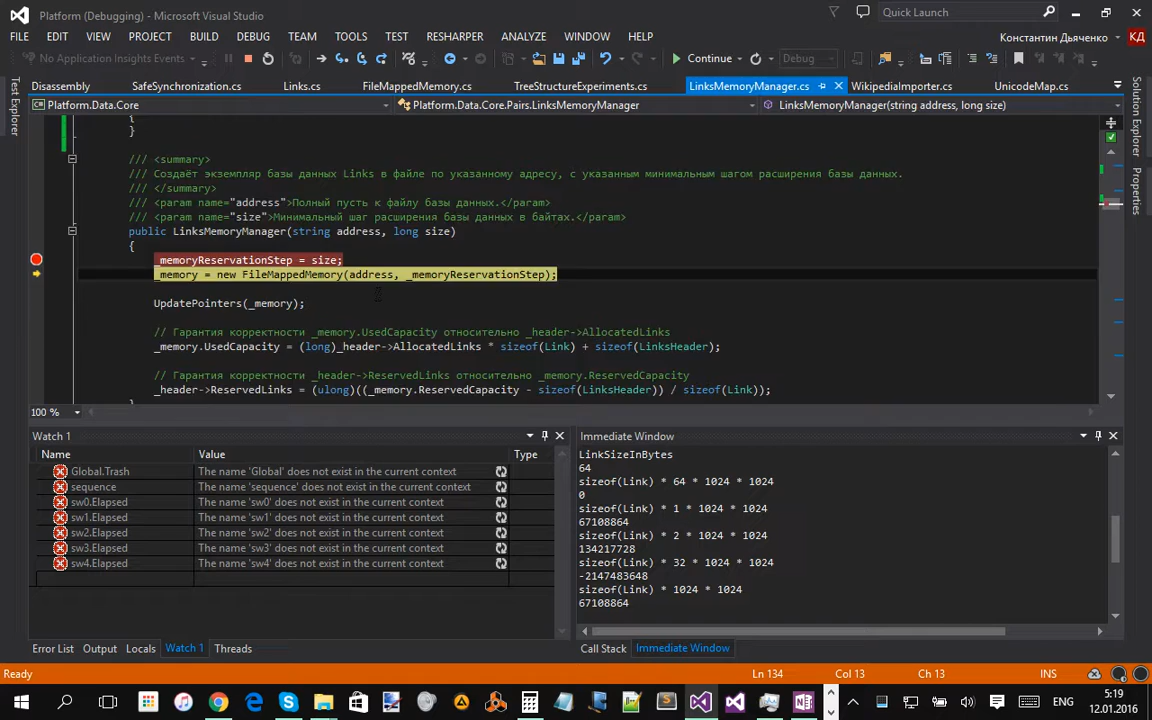 Platform (Debugging) - Microsoft Visual Studio
Quick Launch
FILE EDIT VIEW PROJECT BUILD DEBUG TEAM TOOLS TEST RESHARPER ANALYZE WINDOW HELP
Константин Дьяченко КД
No Application Insights Events
Continue
Debug
Test Explorer
Disassembly SafeSynchronization.cs Links.cs FileMappedMemory.cs TreeStructureExperiments.cs LinksMemoryManager.cs WikipediaImporter.cs UnicodeMap.cs
Platform.Data.Core Platform.Data.Core.Pairs.LinksMemoryManager LinksMemoryManager(string address, long size)
Solution Explorer
Properties
{
}
/// <summary>
/// Создаёт экземпляр базы данных Links в файле по указанному адресу, с указанным минимальным шагом расширения базы данных.
/// </summary>
/// <param name="address">Полный пусть к файлу базы данных.</param>
/// <param name="size">Минимальный шаг расширения базы данных в байтах.</param>
public LinksMemoryManager(string address, long size)
{
_memoryReservationStep = size;
_memory = new FileMappedMemory(address, _memoryReservationStep);
UpdatePointers(_memory);
// Гарантия корректности _memory.UsedCapacity относительно _header->AllocatedLinks
_memory.UsedCapacity = (long)_header->AllocatedLinks * sizeof(Link) + sizeof(LinksHeader);
// Гарантия корректности _header->ReservedLinks относительно _memory.ReservedCapacity
_header->ReservedLinks = (ulong)((_memory.ReservedCapacity - sizeof(LinksHeader)) / sizeof(Link));
}
100 %
Watch 1
Name Value Type
Global.Trash The name 'Global' does not exist in the current context
sequence The name 'sequence' does not exist in the current context
sw0.Elapsed The name 'sw0' does not exist in the current context
sw1.Elapsed The name 'sw1' does not exist in the current context
sw2.Elapsed The name 'sw2' does not exist in the current context
sw3.Elapsed The name 'sw3' does not exist in the current context
sw4.Elapsed The name 'sw4' does not exist in the current context
Error List Output Locals Watch 1 Threads
Immediate Window
LinkSizeInBytes
64
sizeof(Link) * 64 * 1024 * 1024
0
sizeof(Link) * 1 * 1024 * 1024
67108864
sizeof(Link) * 2 * 1024 * 1024
134217728
sizeof(Link) * 32 * 1024 * 1024
-2147483648
sizeof(Link) * 1024 * 1024
67108864
Call Stack Immediate Window
Ready Ln 134 Col 13 Ch 13 INS
ENG
5:19
12.01.2016